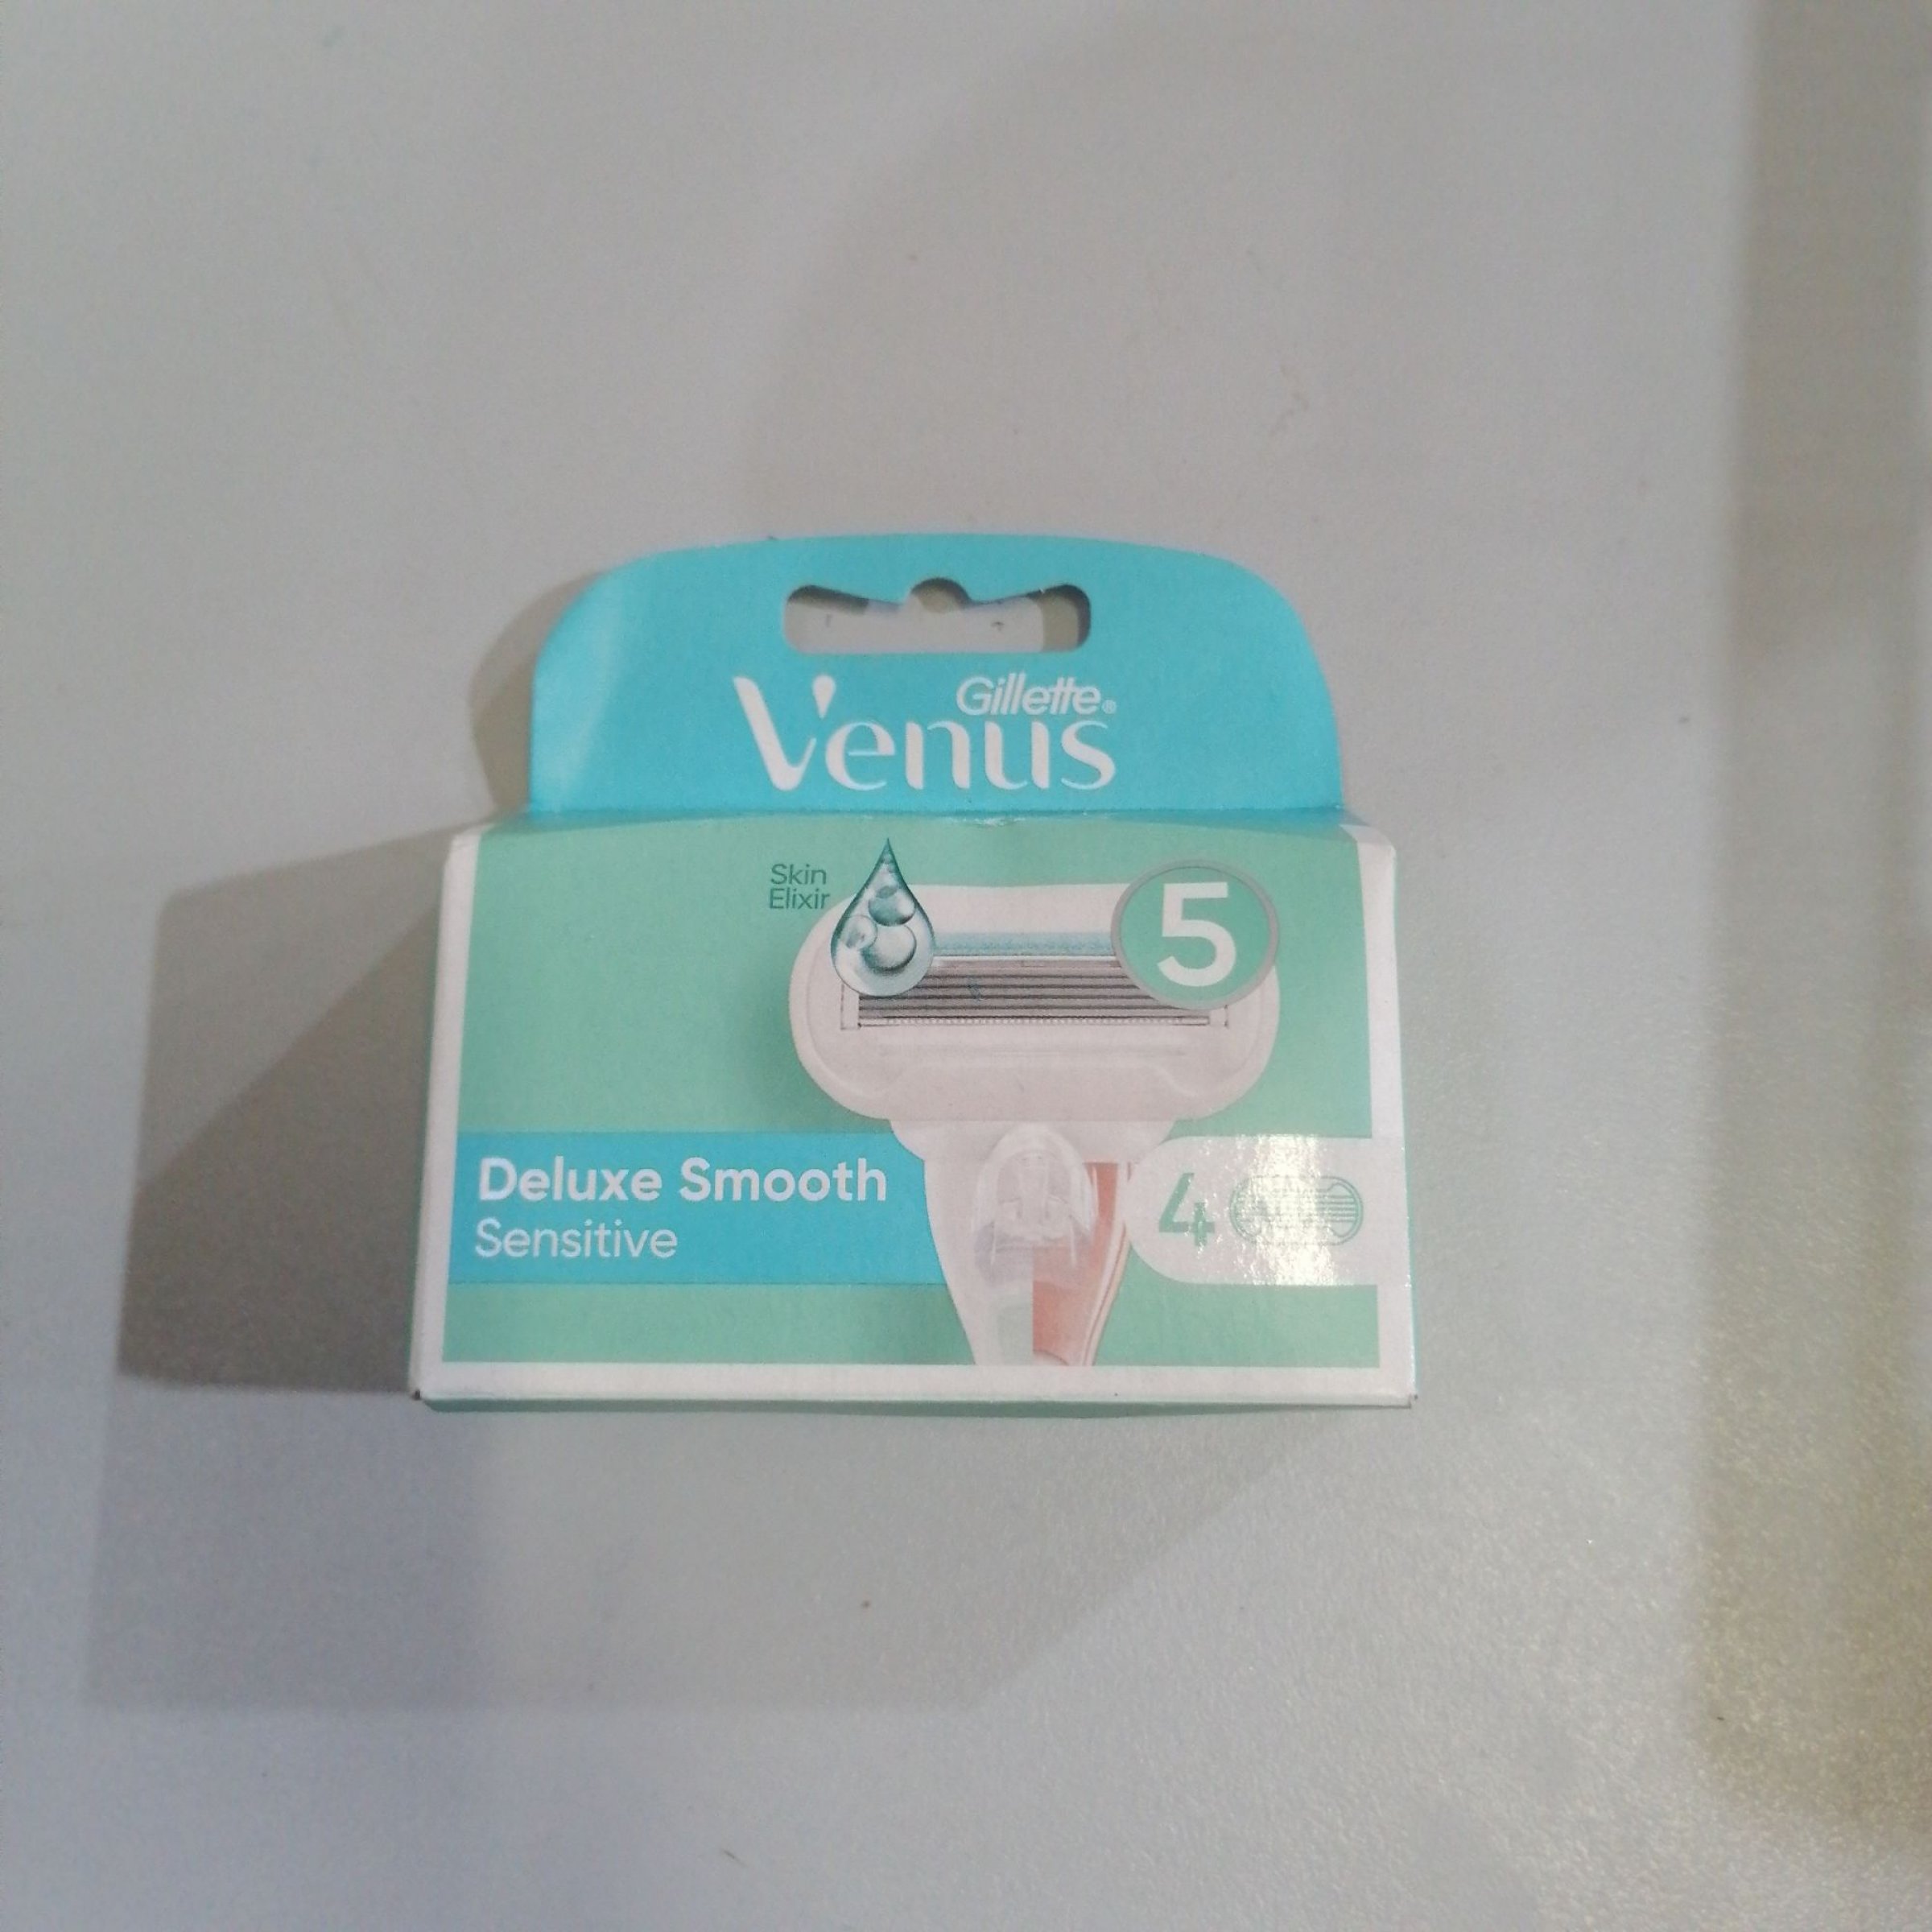 Gillette®
Venus
Skin
Elixir
5
Deluxe Smooth
Sensitive
4